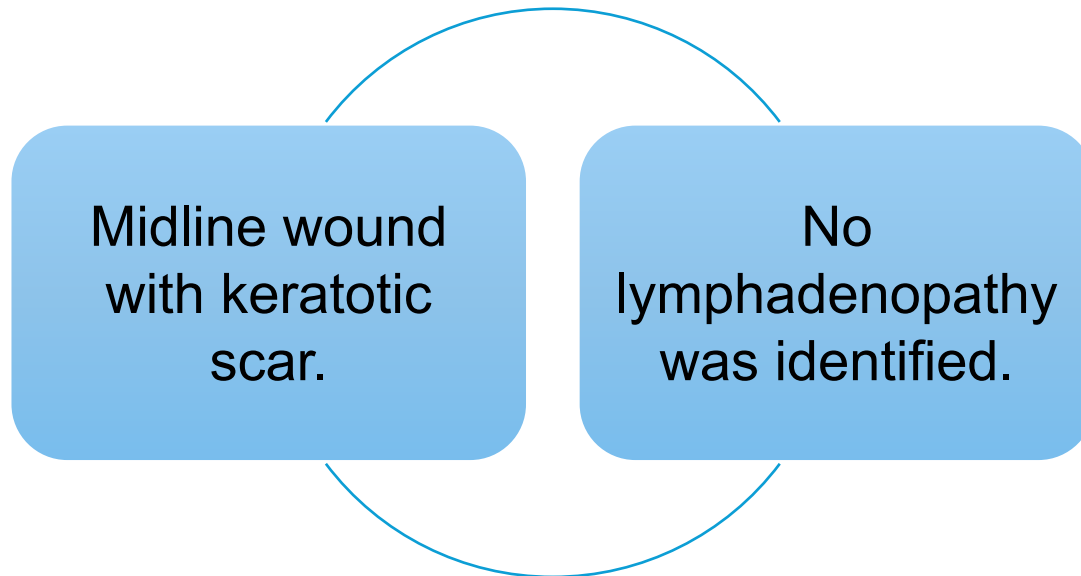 Midline wound
with keratotic
scar.
No
lymphadenopathy
was identified.